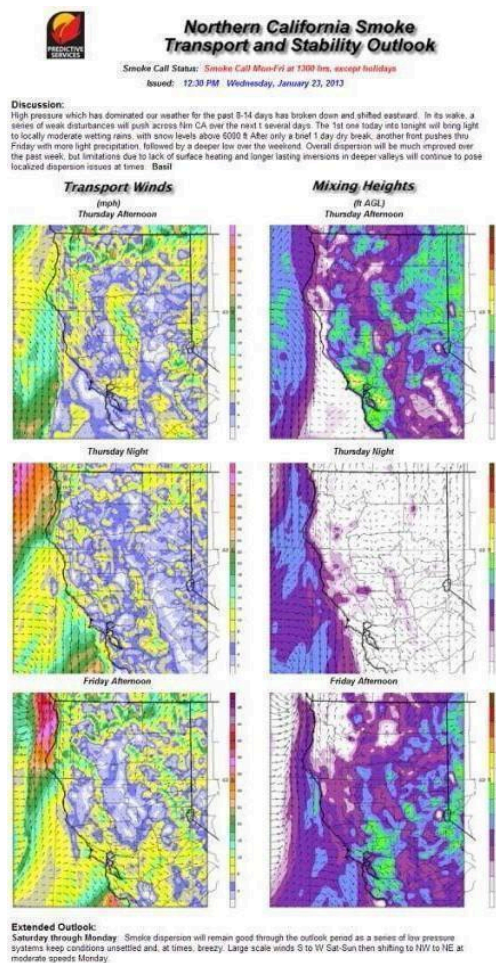 PREDICTIVE
SERVICES
Northern California Smoke
Transport and Stability Outlook
Smoke Call Status: Smoke Call Mon-Fri at 1300 hrs, except holidays
Issued: 12:30 PM Wednesday, January 23, 2013
Discussion:
High pressure which has dominated our weather for the past 8-14 days has broken down and shifted eastward. In its wake, a
series of weak disturbances will push across Nrn CA over the next t several days. The 1st one today into tonight will bring light
to locally moderate wetting rains, with snow levels above 6000 ft After only a brief 1 day dry break, another front pushes thru
Friday with more light precipitation, followed by a deeper low over the weekend. Overall dispersion will be much improved over
the past week, but limitations due to lack of surface heating and longer lasting inversions in deeper valleys will continue to pose
localized dispersion issues at times. Basil
Transport Winds
(mph)
Thursday Afternoon
Mixing Heights
(ft AGL)
Thursday Afternoon
Thursday Night
Thursday Night
Friday Afternoon
Friday Afternoon
Extended Outlook:
Saturday through Monday Smoke dispersion will remain good through the outlook period as a series of low pressure
systems keep conditions unsettled and, at times, breezy. Large scale winds S to W Sat-Sun then shifting to NW to NE at
moderate speeds Monday.